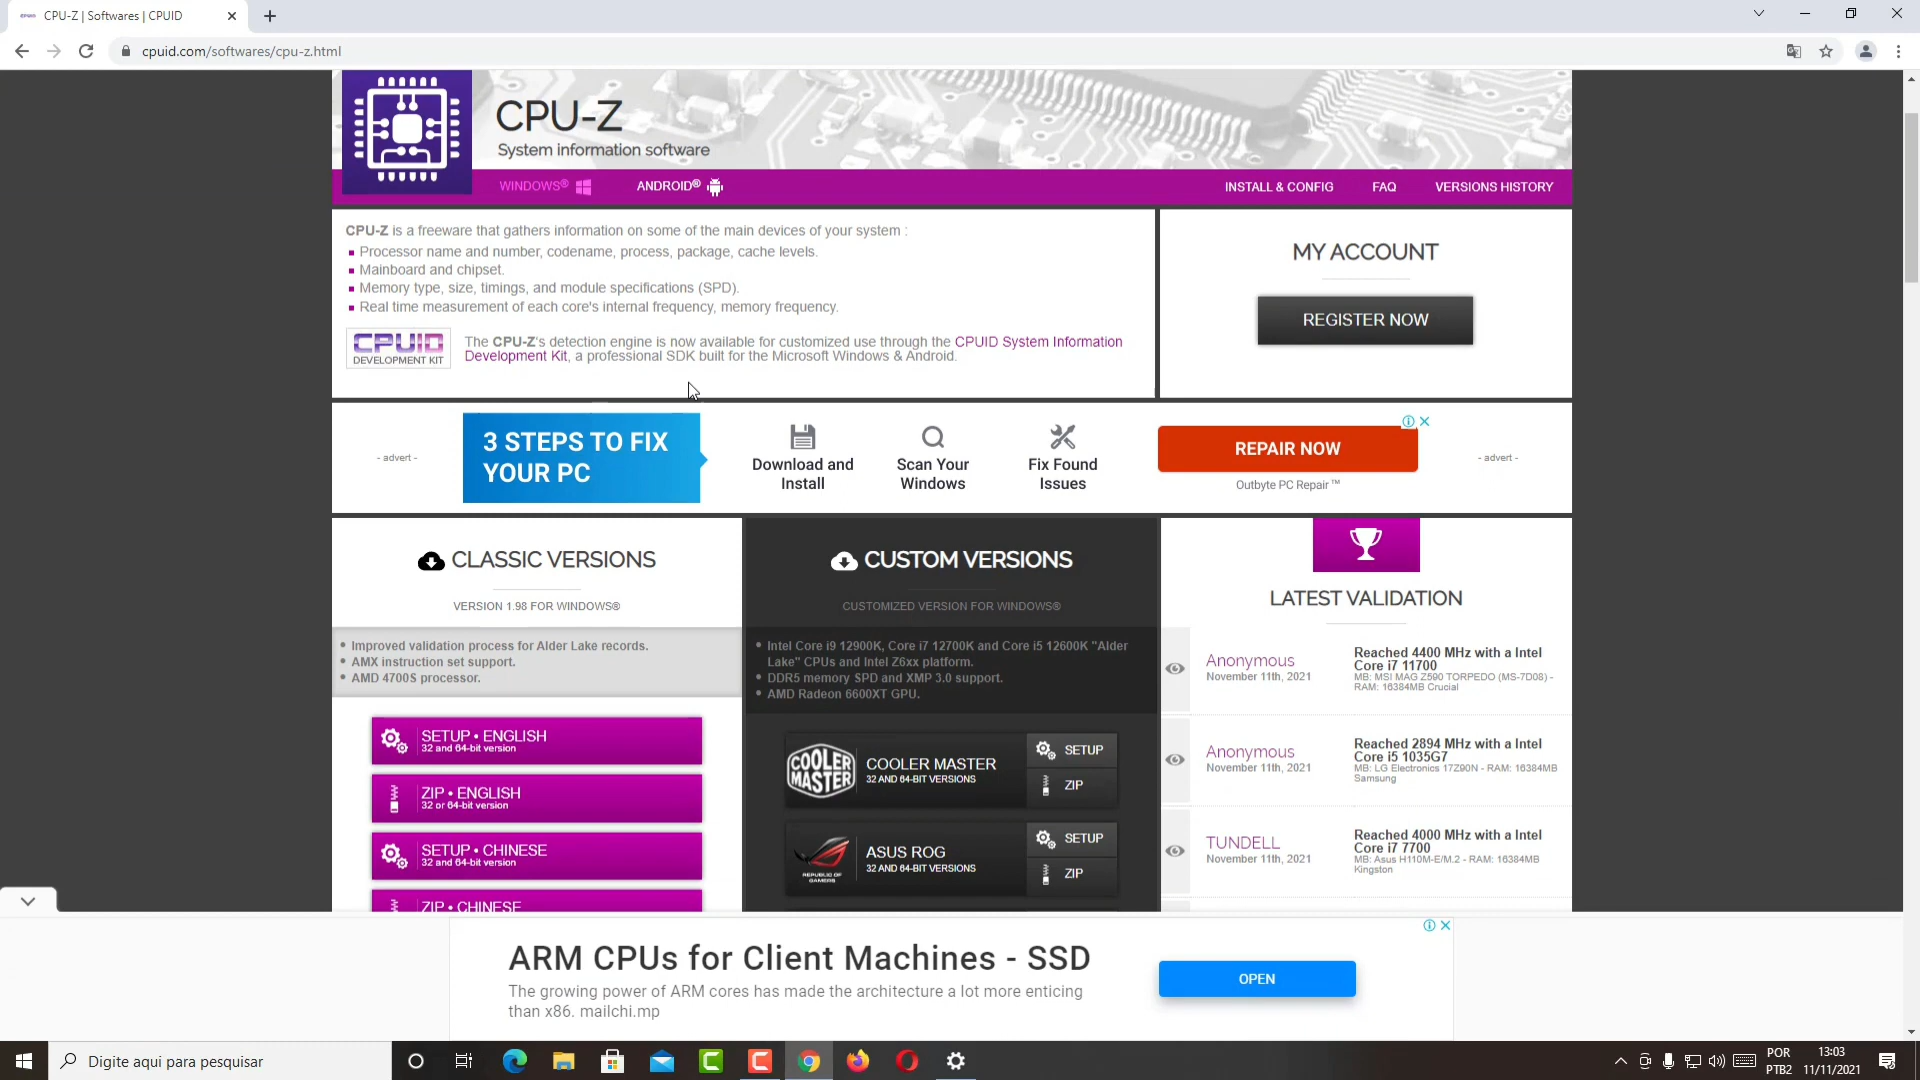 CPU-Z | Softwares | CPUID
cpuid.com/softwares/cpu-z.html
CPU-Z
System information software
WINDOWS®
ANDROID®
INSTALL & CONFIG
FAQ
VERSIONS HISTORY
CPU-Z is a freeware that gathers information on some of the main devices of your system :
Processor name and number, codename, process, package, cache levels.
Mainboard and chipset.
Memory type, size, timings, and module specifications (SPD).
Real time measurement of each core's internal frequency, memory frequency.
CPUID
DEVELOPMENT KIT
The CPU-Z's detection engine is now available for customized use through the CPUID System Information
Development Kit, a professional SDK built for the Microsoft Windows & Android.
MY ACCOUNT
REGISTER NOW
- advert -
3 STEPS TO FIX
YOUR PC
Download and
Install
Scan Your
Windows
Fix Found
Issues
REPAIR NOW
Outbyte PC Repair™
- advert -
CLASSIC VERSIONS
VERSION 1.98 FOR WINDOWS®
• Improved validation process for Alder Lake records.
• AMX instruction set support.
• AMD 4700S processor.
SETUP • ENGLISH
32 and 64-bit version
ZIP • ENGLISH
32 or 64-bit version
SETUP • CHINESE
32 and 64-bit version
ZIP • CHINESE
CUSTOM VERSIONS
CUSTOMIZED VERSION FOR WINDOWS®
• Intel Core i9 12900K, Core i7 12700K and Core i5 12600K "Alder
Lake" CPUs and Intel Z6xx platform.
• DDR5 memory SPD and XMP 3.0 support.
• AMD Radeon 6600XT GPU.
COOLER
MASTER
COOLER MASTER
32 AND 64-BIT VERSIONS
SETUP
ZIP
REPUBLIC OF
GAMERS
ASUS ROG
32 AND 64-BIT VERSIONS
SETUP
ZIP
LATEST VALIDATION
Anonymous
November 11th, 2021
Reached 4400 MHz with a Intel
Core i7 11700
MB: MSI MAG Z590 TORPEDO (MS-7D08) -
RAM: 16384MB Crucial
Anonymous
November 11th, 2021
Reached 2894 MHz with a Intel
Core i5 1035G7
MB: LG Electronics 17Z90N - RAM: 16384MB
Samsung
TUNDELL
November 11th, 2021
Reached 4000 MHz with a Intel
Core i7 7700
MB: Asus H110M-E/M.2 - RAM: 16384MB
Kingston
ARM CPUs for Client Machines - SSD
The growing power of ARM cores has made the architecture a lot more enticing
than x86. mailchi.mp
OPEN
Digite aqui para pesquisar
POR
PTB2
13:03
11/11/2021